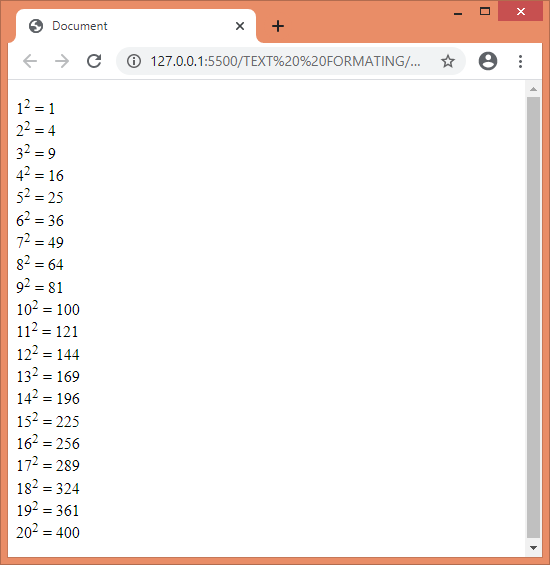 Document
127.0.0.1:5500/TEXT%20%20FORMATING/...
1² = 1
2² = 4
3² = 9
4² = 16
5² = 25
6² = 36
7² = 49
8² = 64
9² = 81
10² = 100
11² = 121
12² = 144
13² = 169
14² = 196
15² = 225
16² = 256
17² = 289
18² = 324
19² = 361
20² = 400